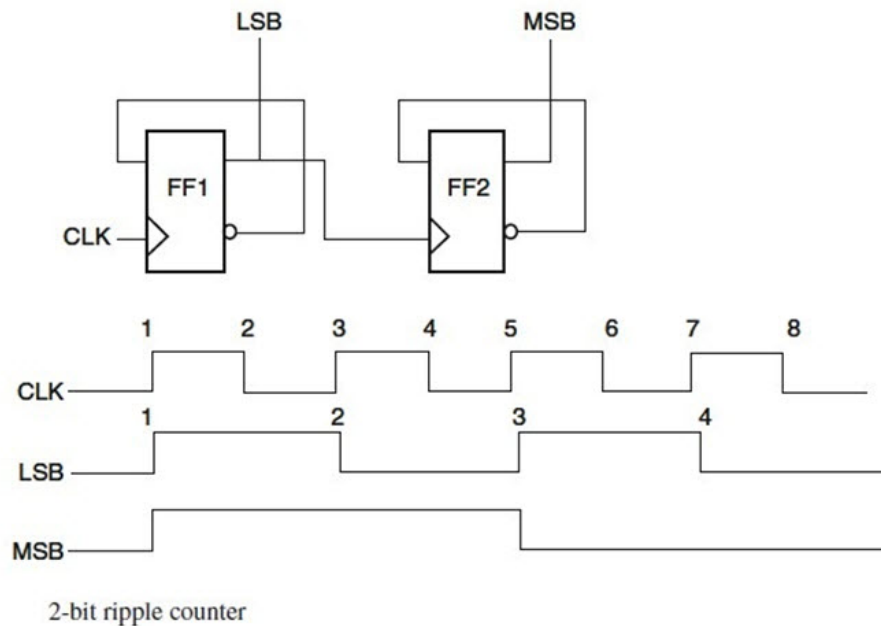 LSB MSB
FF1 FF2
CLK
1 2 3 4 5 6 7 8
CLK
1 2 3 4
LSB
MSB
2-bit ripple counter